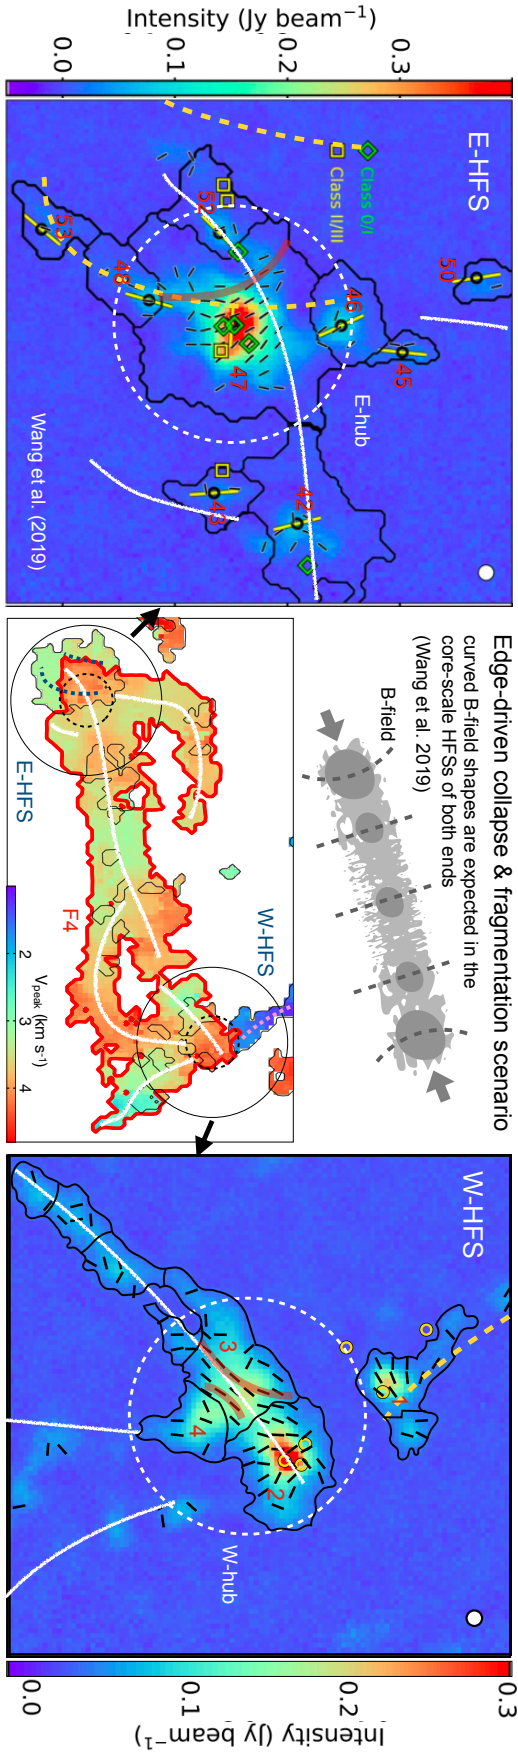 Intensity (Jy beam⁻¹)
0.0
0.1
0.2
0.3
E-HFS
Class 0/I
Class II/III
50
52
53
48
46
45
47
E-hub
42
43
Wang et al. (2019)
Edge-driven collapse & fragmentation scenario
curved B-field shapes are expected in the
core-scale HFSs of both ends
(Wang et al. 2019)
B-field
W-HFS
E-HFS
F4
2
3
4
V_peak (km s⁻¹)
W-HFS
1
3
4
2
W-hub
0.0
0.1
0.2
0.3
Intensity (Jy beam⁻¹)